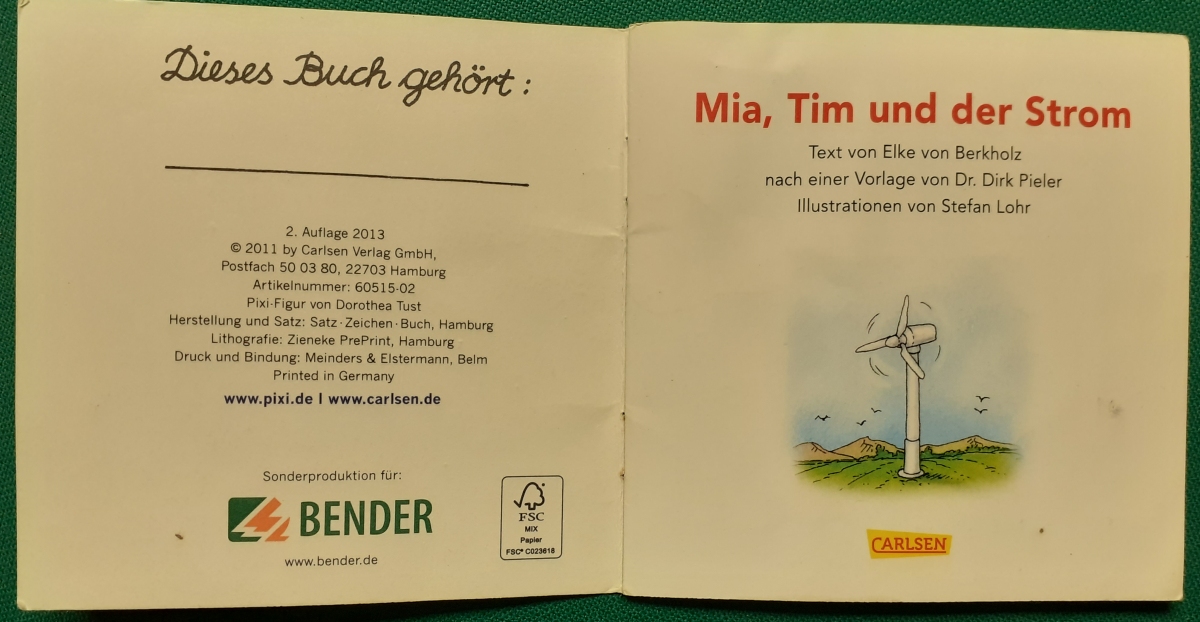 Dieses Buch gehört:
2. Auflage 2013
© 2011 by Carlsen Verlag GmbH,
Postfach 50 03 80, 22703 Hamburg
Artikelnummer: 60515-02
Pixi-Figur von Dorothea Tust
Herstellung und Satz: Satz · Zeichen · Buch, Hamburg
Lithografie: Zieneke PrePrint, Hamburg
Druck und Bindung: Meinders & Elstermann, Belm
Printed in Germany
www.pixi.de I www.carlsen.de
Sonderproduktion für:
BENDER
www.bender.de
FSC
MIX
Papier
FSC® C023618
Mia, Tim und der Strom
Text von Elke von Berkholz
nach einer Vorlage von Dr. Dirk Pieler
Illustrationen von Stefan Lohr
CARLSEN